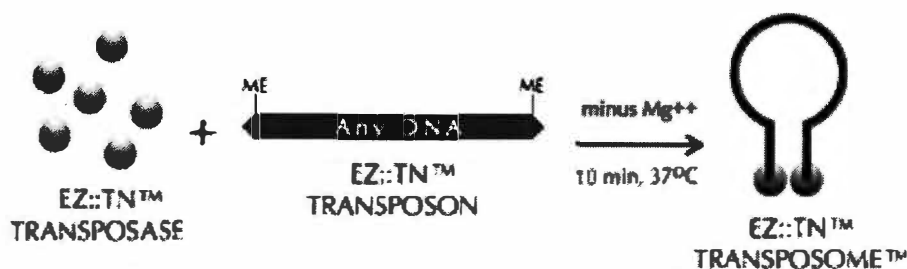 ME
ME
+
Any DNA
minus Mg++
10 min, 37ºC
EZ::TN™
TRANSPOSASE
EZ::TN™
TRANSPOSON
EZ::TN™
TRANSPOSOME™